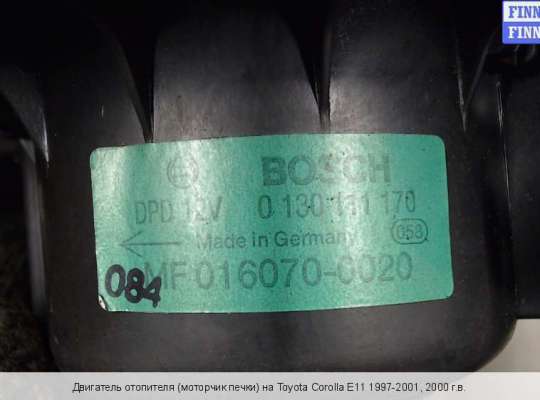 FINN
FINN
BOSCH
DPD 12V 0 130 111 170
Made in Germany 053
084 MF016070-0020
Двигатель отопителя (моторчик печки) на Toyota Corolla E11 1997-2001, 2000 г.в.